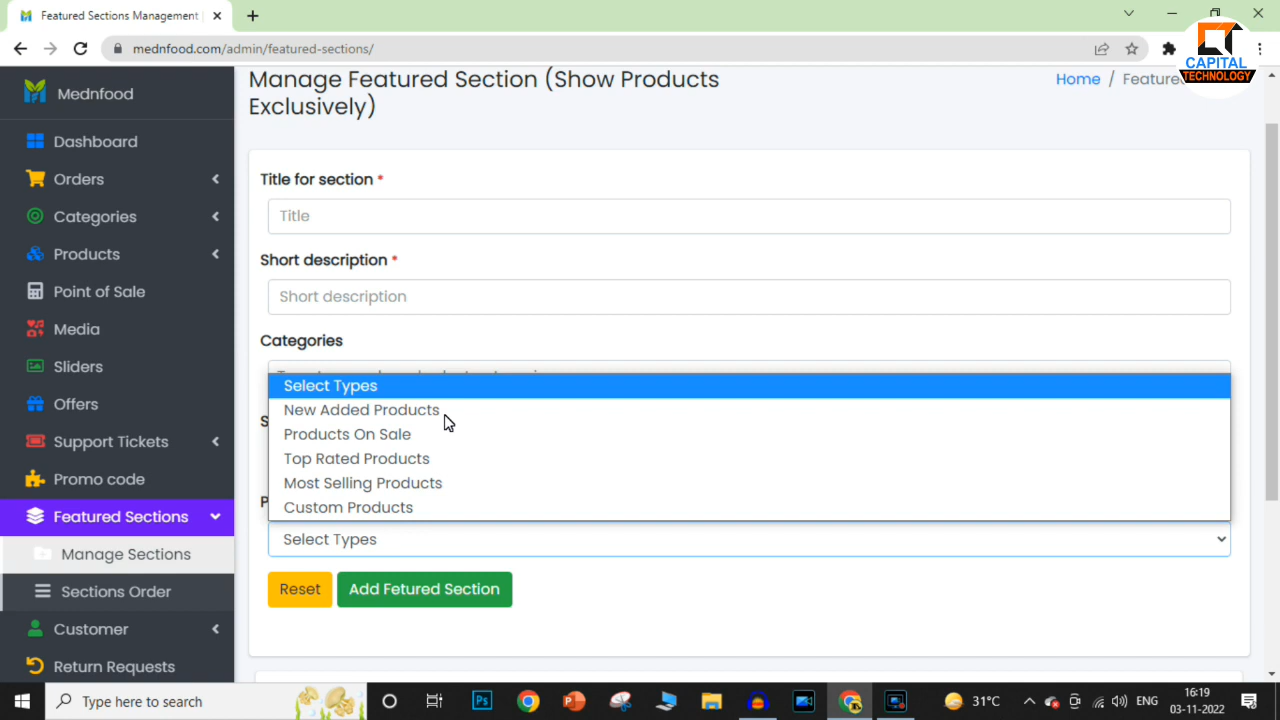 Featured Sections Management
mednfood.com/admin/featured-sections/
CAPITAL
TECHNOLOGY
Mednfood
Dashboard
Orders
Categories
Products
Point of Sale
Media
Sliders
Offers
Support Tickets
Promo code
Featured Sections
Manage Sections
Sections Order
Customer
Return Requests
Manage Featured Section (Show Products
Exclusively)
Home / Feature
Title for section *
Title
Short description *
Short description
Categories
Select Types
New Added Products
Products On Sale
Top Rated Products
Most Selling Products
Custom Products
Select Types
Reset
Add Fetured Section
Type here to search
31°C
ENG
16:19
03-11-2022